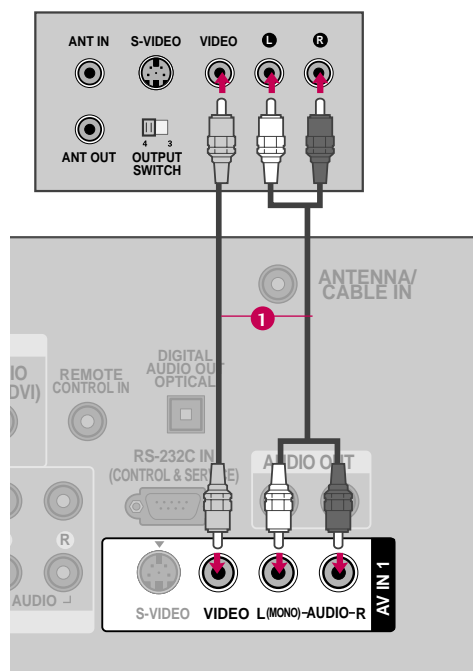 ANT IN
S-VIDEO
VIDEO
L
R
ANT OUT
4 3
OUTPUT
SWITCH
ANTENNA/
CABLE IN
1
IO
DVI)
REMOTE
CONTROL IN
DIGITAL
AUDIO OUT
OPTICAL
RS-232C IN
(CONTROL & SERVICE)
AUDIO OUT
R
AUDIO
S-VIDEO
VIDEO
L(MONO)-AUDIO-R
AV IN 1